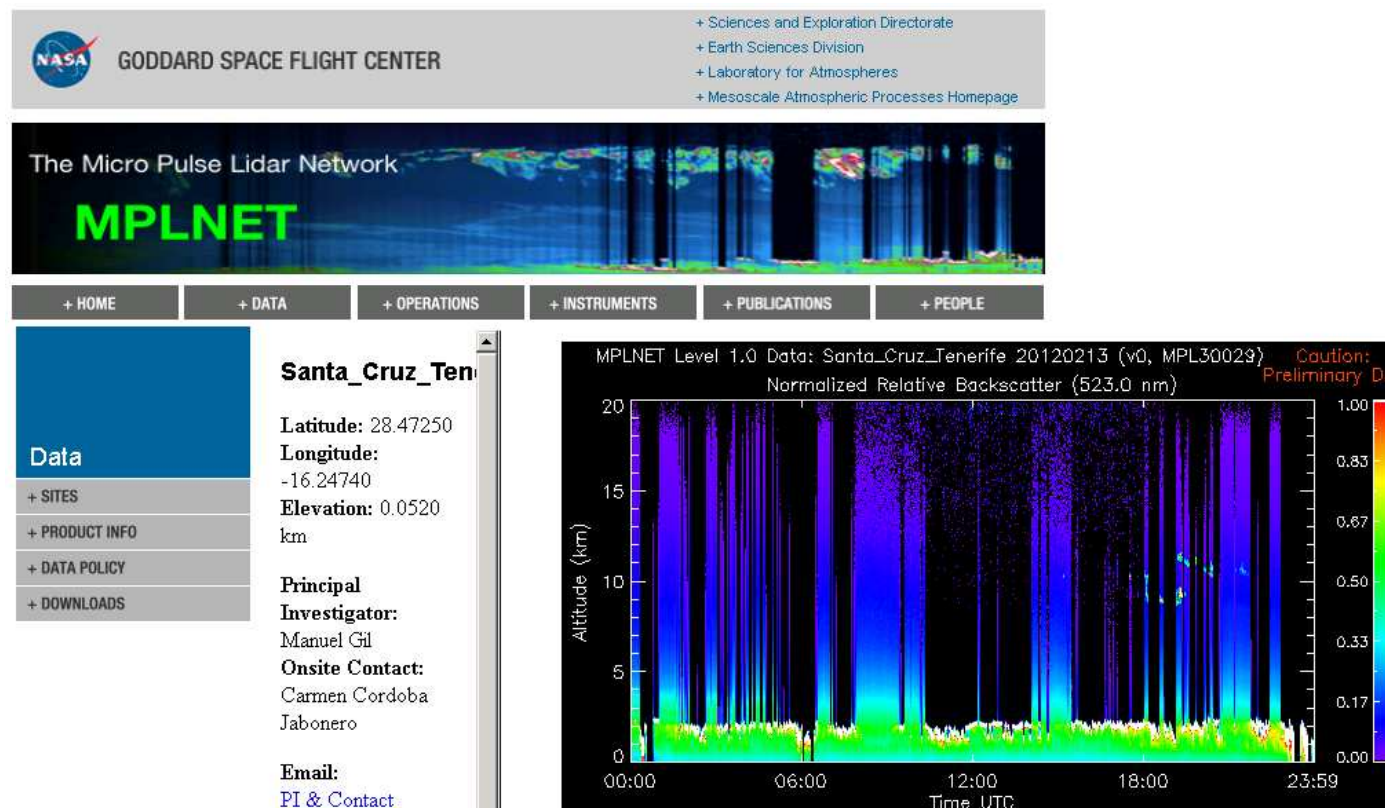 NASA
GODDARD SPACE FLIGHT CENTER
+ Sciences and Exploration Directorate
+ Earth Sciences Division
+ Laboratory for Atmospheres
+ Mesoscale Atmospheric Processes Homepage
The Micro Pulse Lidar Network
MPLNET
+ HOME
+ DATA
+ OPERATIONS
+ INSTRUMENTS
+ PUBLICATIONS
+ PEOPLE
Data
+ SITES
+ PRODUCT INFO
+ DATA POLICY
+ DOWNLOADS
Santa_Cruz_Ten
Latitude: 28.47250
Longitude:
-16.24740
Elevation: 0.0520
km
Principal
Investigator:
Manuel Gil
Onsite Contact:
Carmen Cordoba
Jabonero
Email:
PI & Contact
MPLNET Level 1.0 Data: Santa_Cruz_Tenerife 20120213 (v0, MPL30029)
Caution:
Preliminary D
Normalized Relative Backscatter (523.0 nm)
Altitude (km)
20
15
10
5
0
00:00
06:00
12:00
18:00
23:59
Time UTC
1.00
0.83
0.67
0.50
0.33
0.17
0.00